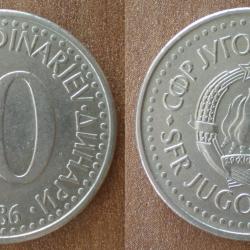 DINARJEV · ДИНАРИ ·
0
86
· СФР ЈУГО
· SFR JUGO